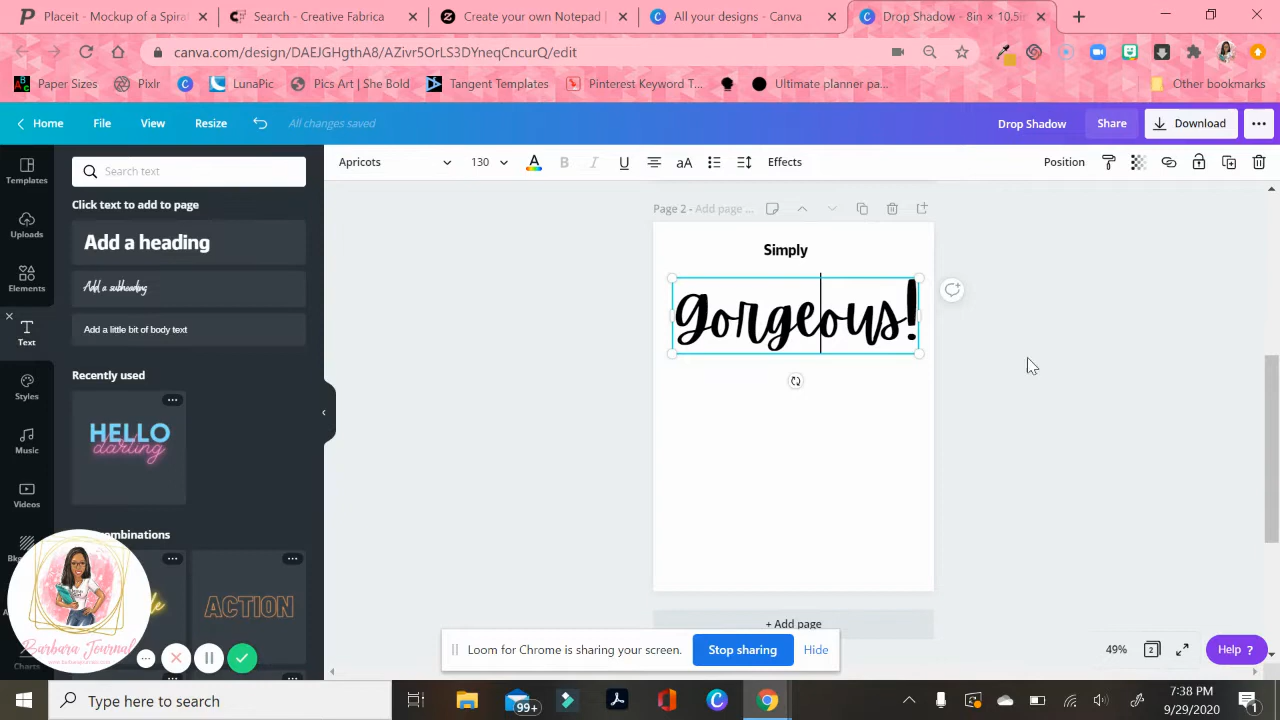 Placeit - Mockup of a Spiral
Search - Creative Fabrica
Create your own Notepad |
All your designs - Canva
Drop Shadow - 8in × 10.5in
canva.com/design/DAEJGHgthA8/AZivr5OrLS3DYneqCncurQ/edit
Paper Sizes
Pixlr
LunaPic
Pics Art | She Bold
Tangent Templates
Pinterest Keyword T...
Ultimate planner pa...
Other bookmarks
Home
File
View
Resize
All changes saved
Drop Shadow
Share
Download
Templates
Search text
Apricots
130
A
B
I
U
aA
Effects
Position
Click text to add to page
Page 2 - Add page ...
Uploads
Add a heading
Simply
Elements
Add a subheading
Gorgeous!
Text
Add a little bit of body text
Recently used
Styles
HELLO
darling
Music
Videos
ombinations
ACTION
Barbara Journal
Charts
+ Add page
Loom for Chrome is sharing your screen.
Stop sharing
Hide
49%
2
Help ?
Type here to search
99+
7:38 PM
9/29/2020
1